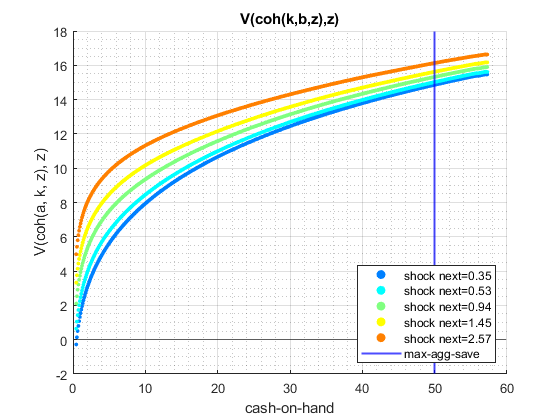 V(coh(k,b,z),z)
18
16
14
12
10
8
6
4
2
0
-2
V(coh(a, k, z), z)
shock next=0.35
shock next=0.53
shock next=0.94
shock next=1.45
shock next=2.57
max-agg-save
0 10 20 30 40 50 60
cash-on-hand